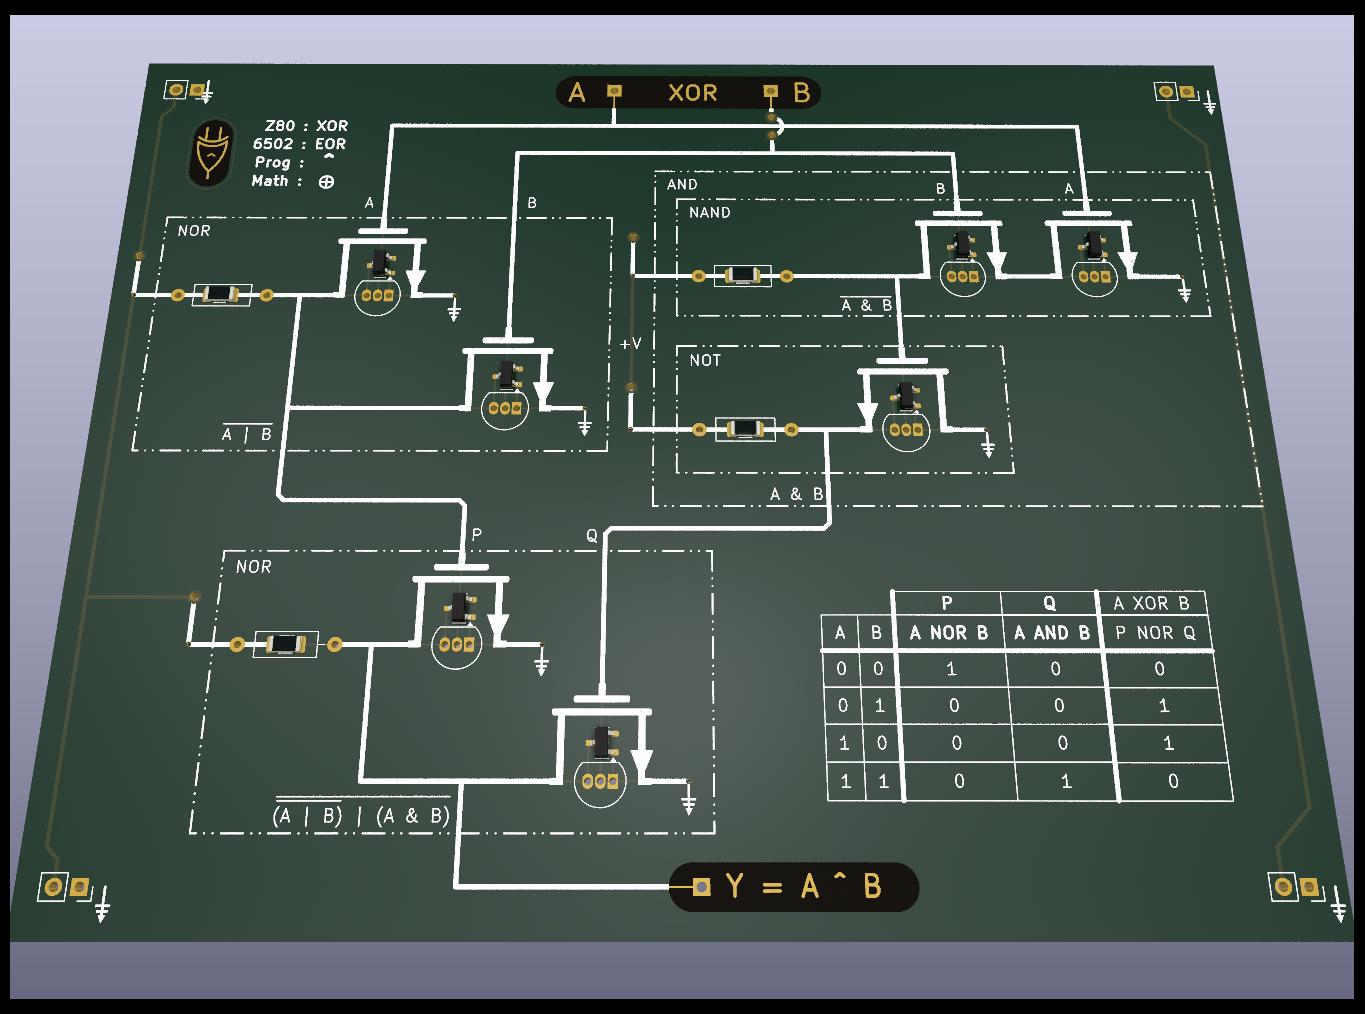 A XOR B
Z80 : XOR
6502 : EOR
Prog : ^
Math : ⊕
A
B
B
A
AND
NAND
NOR
A & B
+V
NOT
A | B
A & B
P
Q
NOR
P Q A XOR B
A B A NOR B A AND B P NOR Q
0 0 1 0 0
0 1 0 0 1
1 0 0 0 1
1 1 0 1 0
(A | B) | (A & B)
Y = A ^ B